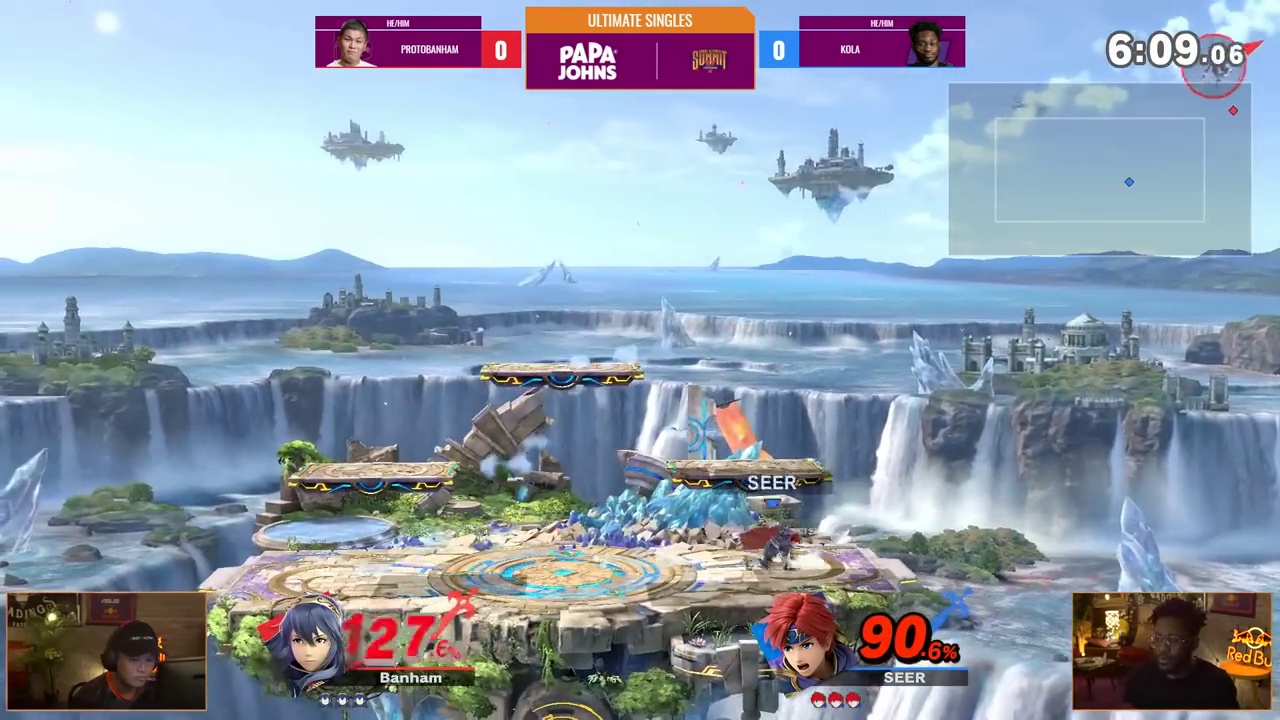 HE/HIM
PROTOBANHAM
0
ULTIMATE SINGLES
PAPA JOHNS
SUMMIT
0
HE/HIM
KOLA
6:09.06
SEER
127.6%
Banham
90.6%
SEER
ASUS
RedBu